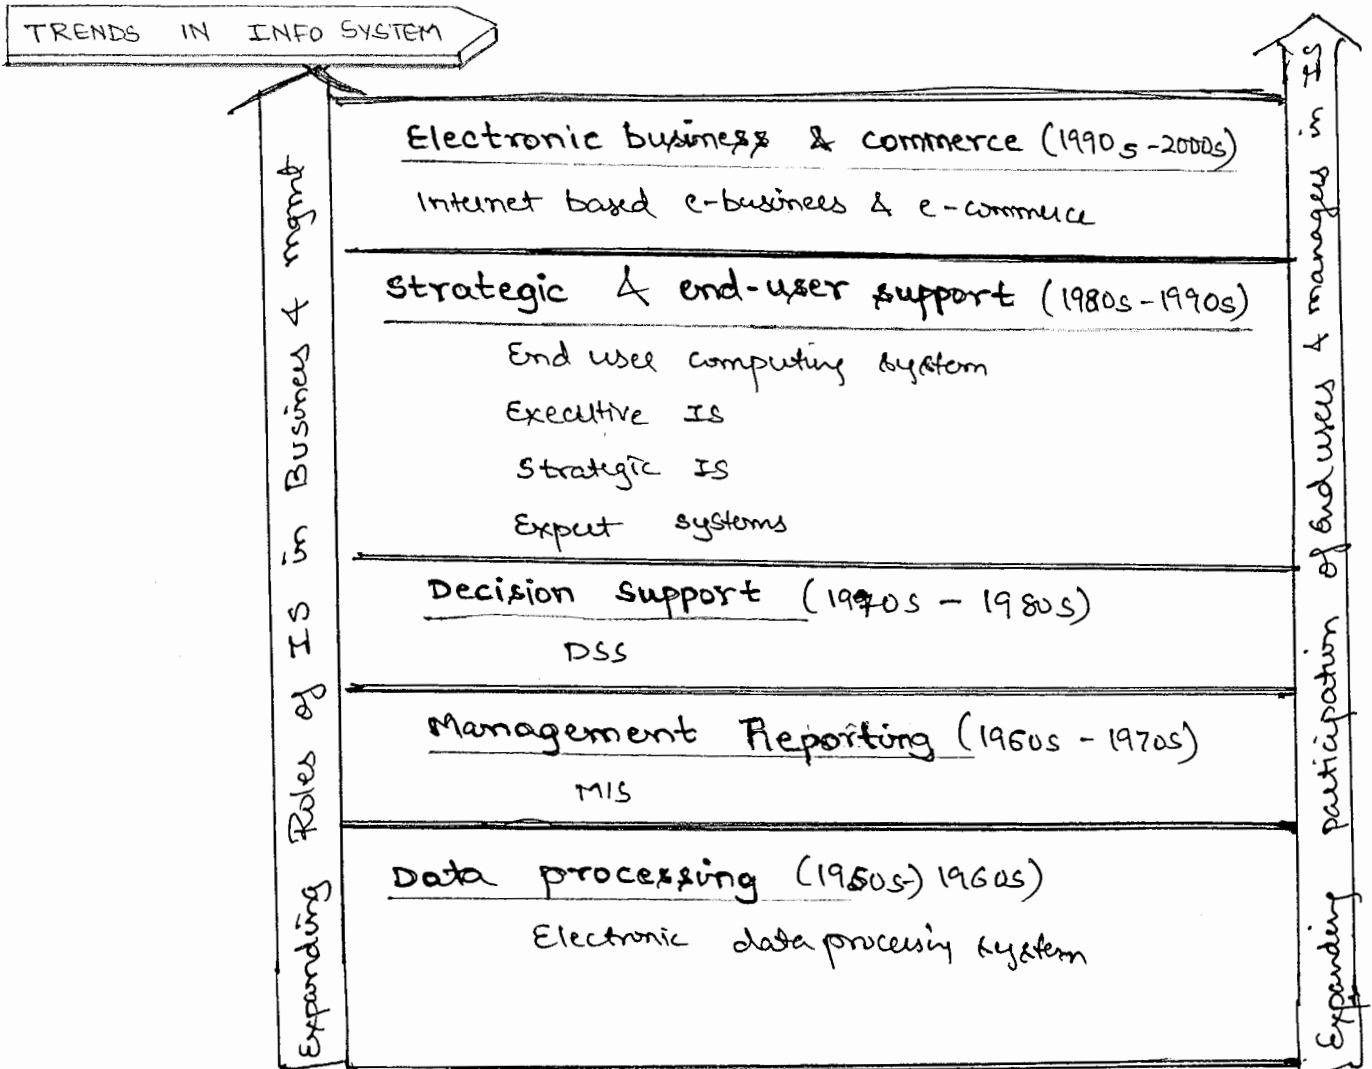 TRENDS IN INFO SYSTEM
Electronic business & commerce (1990s-2000s)
Internet based e-business & e-commerce
Strategic & end-user support (1980s-1990s)
End user computing system
Executive IS
Strategic IS
Expert systems
Decision support (1970s - 1980s)
DSS
Management Reporting (1960s - 1970s)
MIS
Data processing (1950s-) 1960s)
Electronic data processing system
Expanding Roles of IS in Business & mgmt
Expanding participation of end users & managers in IS